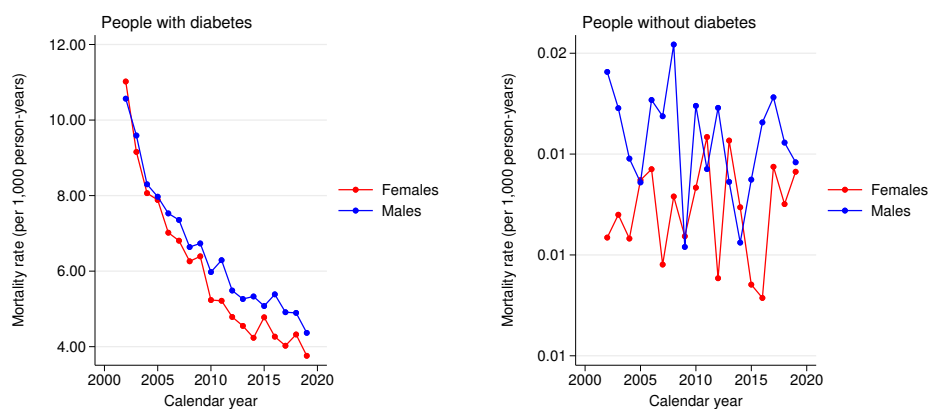 People with diabetes
Mortality rate (per 1,000 person-years)
12.00
10.00
8.00
6.00
4.00
2000 2005 2010 2015 2020
Calendar year
Females
Males
People without diabetes
Mortality rate (per 1,000 person-years)
0.02
0.01
0.01
0.01
2000 2005 2010 2015 2020
Calendar year
Females
Males